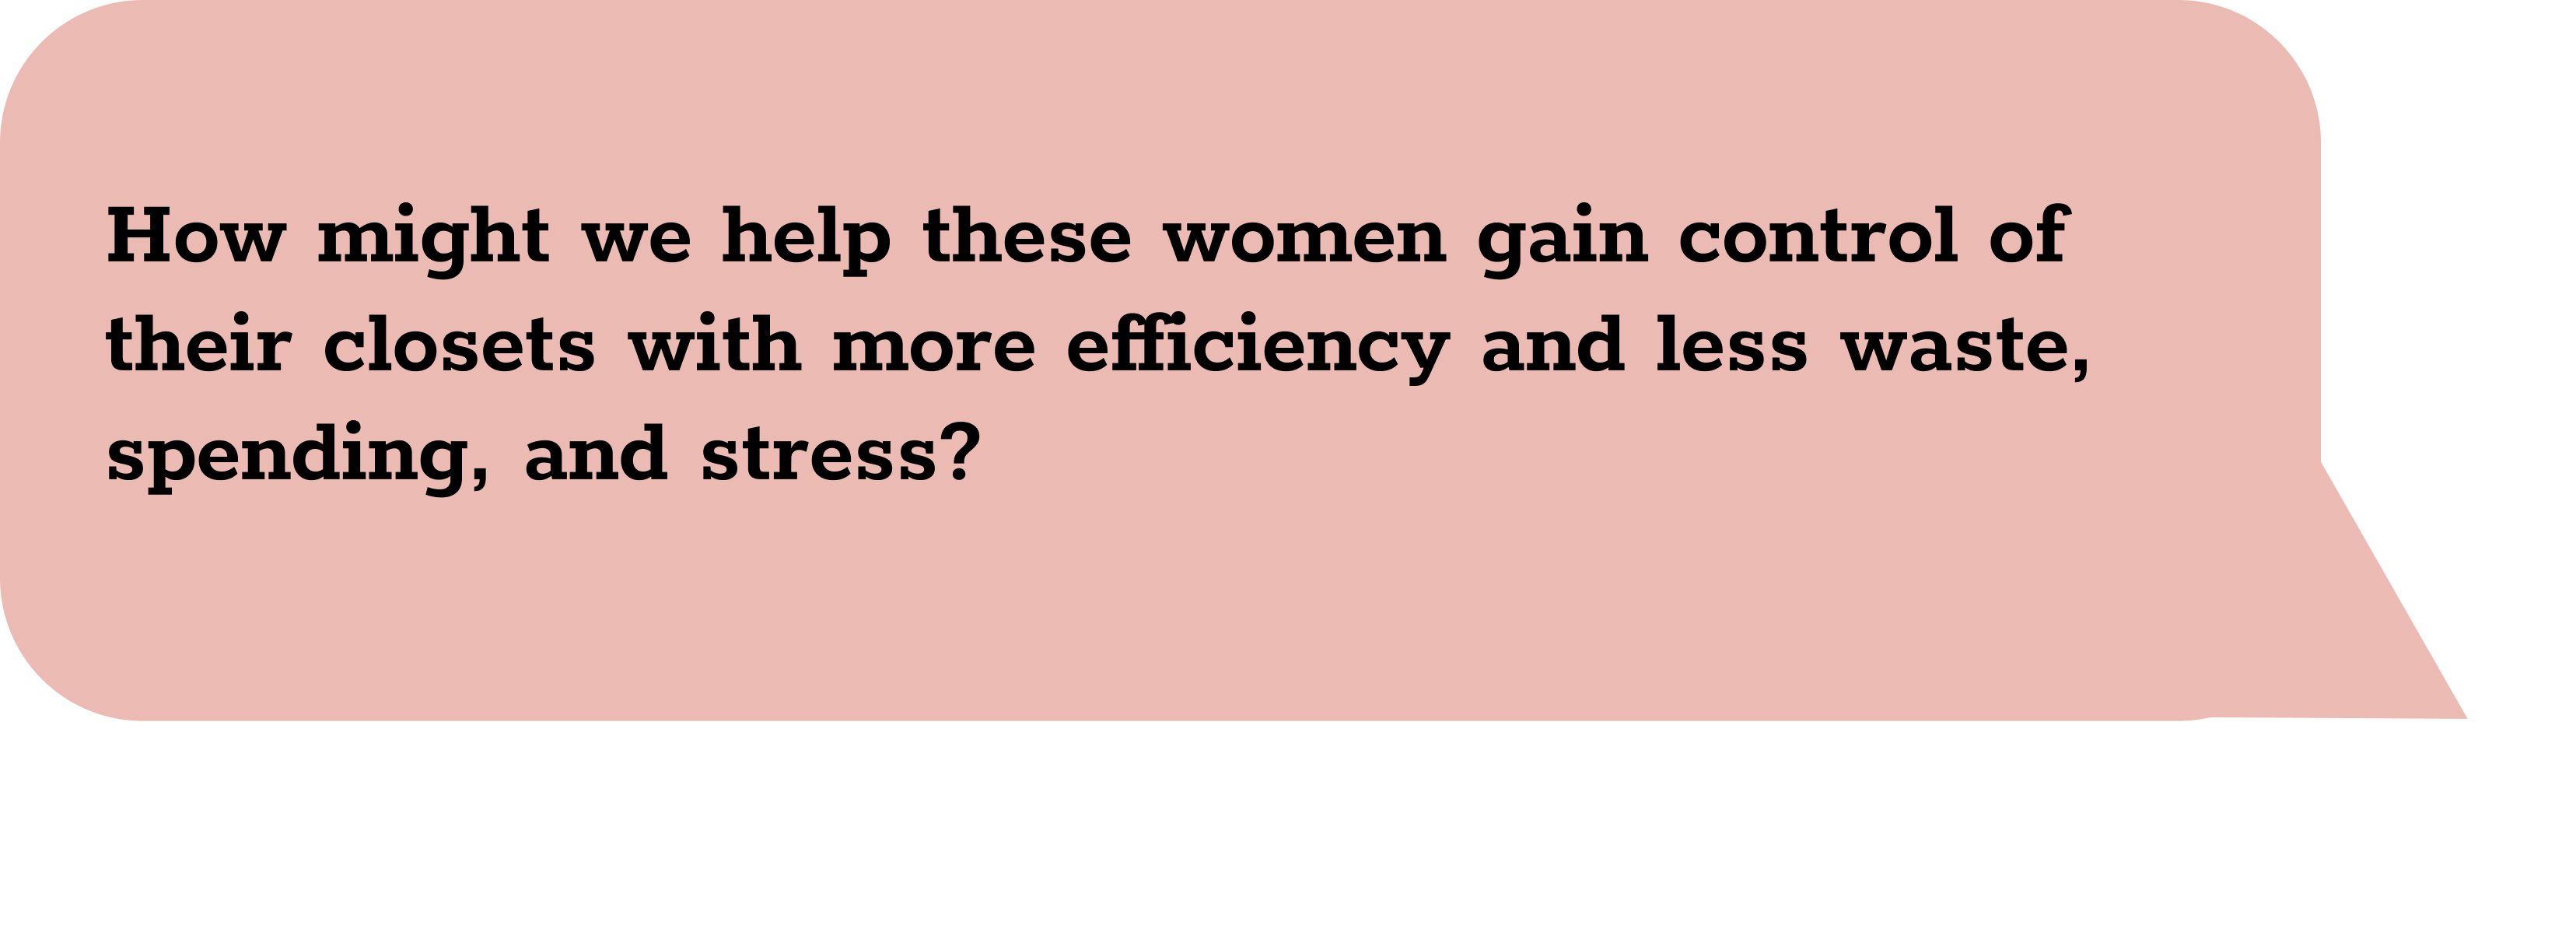 How might we help these women gain control of
their closets with more efficiency and less waste,
spending, and stress?